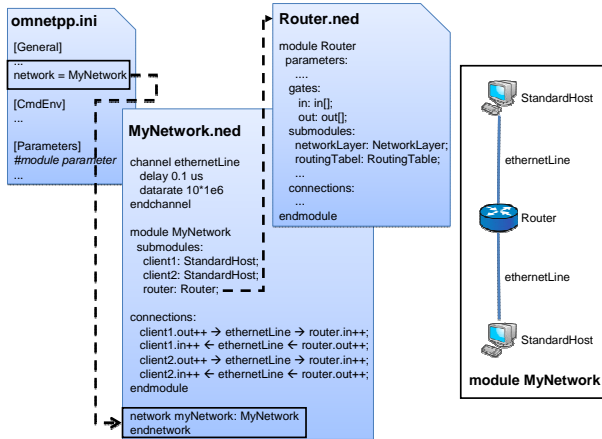 omnetpp.ini
[General]
...
network = MyNetwork
[CmdEnv]
...
[Parameters]
#module parameter
...
MyNetwork.ned
channel ethernetLine
delay 0.1 us
datarate 10*1e6
endchannel
module MyNetwork
submodules:
client1: StandardHost;
client2: StandardHost;
router: Router;
connections:
client1.out++ → ethernetLine → router.in++;
client1.in++ ← ethernetLine ← router.out++;
client2.out++ → ethernetLine → router.in++;
client2.in++ ← ethernetLine ← router.out++;
endmodule
network myNetwork: MyNetwork
endnetwork
Router.ned
module Router
parameters:
....
gates:
in: in[];
out: out[];
submodules:
networkLayer: NetworkLayer;
routingTabel: RoutingTable;
...
connections:
...
endmodule
StandardHost
ethernetLine
Router
ethernetLine
StandardHost
module MyNetwork